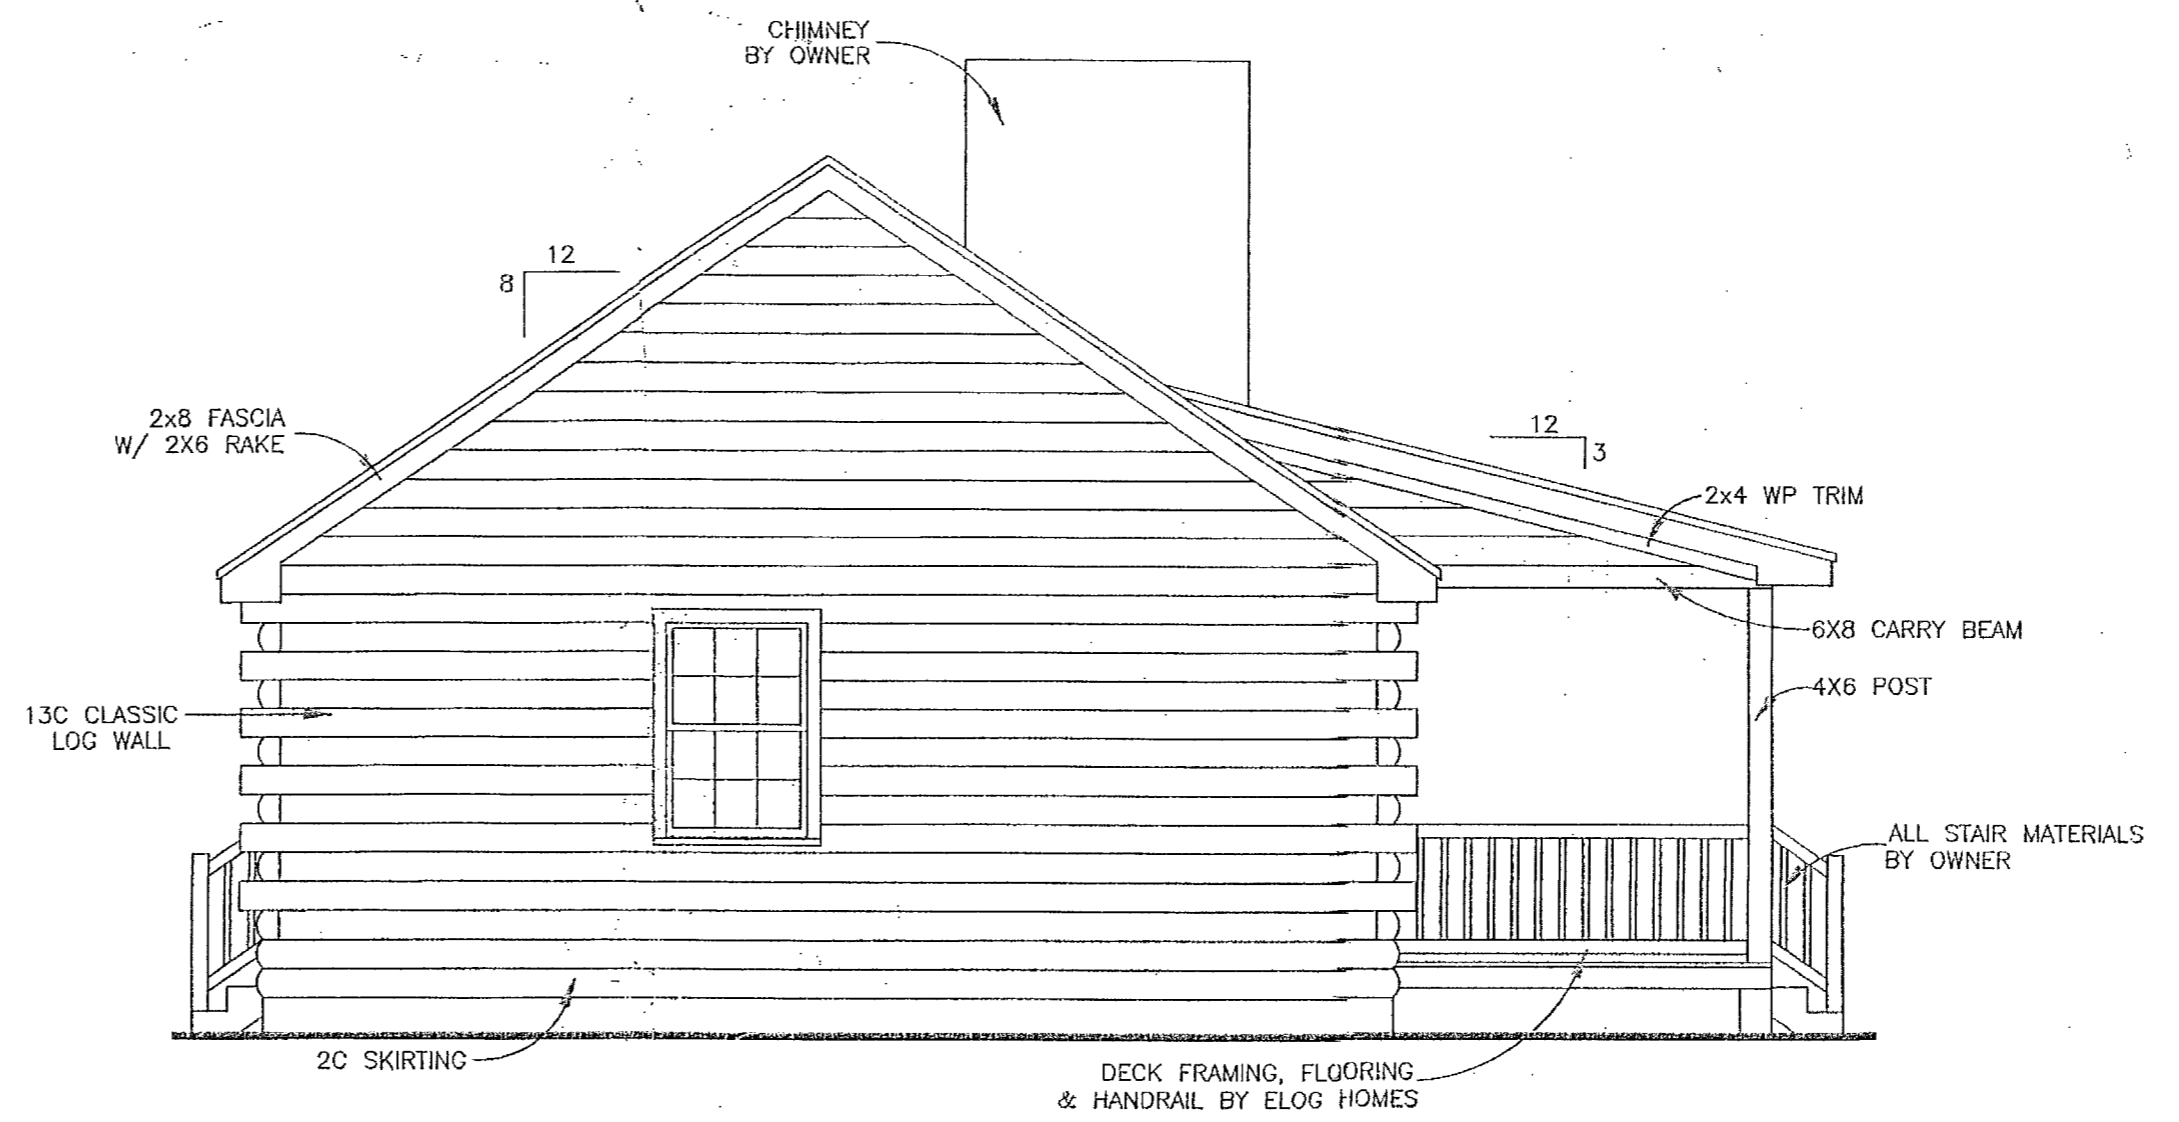 CHIMNEY
BY OWNER
12
8
2x8 FASCIA
W/ 2X6 RAKE
12
3
2x4 WP TRIM
6X8 CARRY BEAM
4X6 POST
13C CLASSIC
LOG WALL
ALL STAIR MATERIALS
BY OWNER
2C SKIRTING
DECK FRAMING, FLOORING
& HANDRAIL BY ELOG HOMES